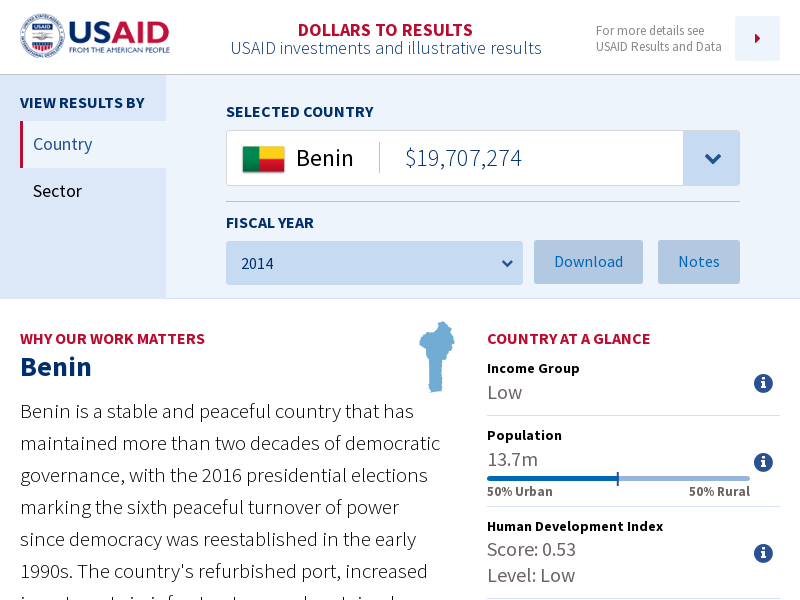 USAID
FROM THE AMERICAN PEOPLE
DOLLARS TO RESULTS
USAID investments and illustrative results
For more details see
USAID Results and Data
VIEW RESULTS BY
Country
Sector
SELECTED COUNTRY
Benin
$19,707,274
FISCAL YEAR
2014
Download
Notes
WHY OUR WORK MATTERS
Benin
Benin is a stable and peaceful country that has
maintained more than two decades of democratic
governance, with the 2016 presidential elections
marking the sixth peaceful turnover of power
since democracy was reestablished in the early
1990s. The country's refurbished port, increased
COUNTRY AT A GLANCE
Income Group
Low
Population
13.7m
50% Urban
50% Rural
Human Development Index
Score: 0.53
Level: Low